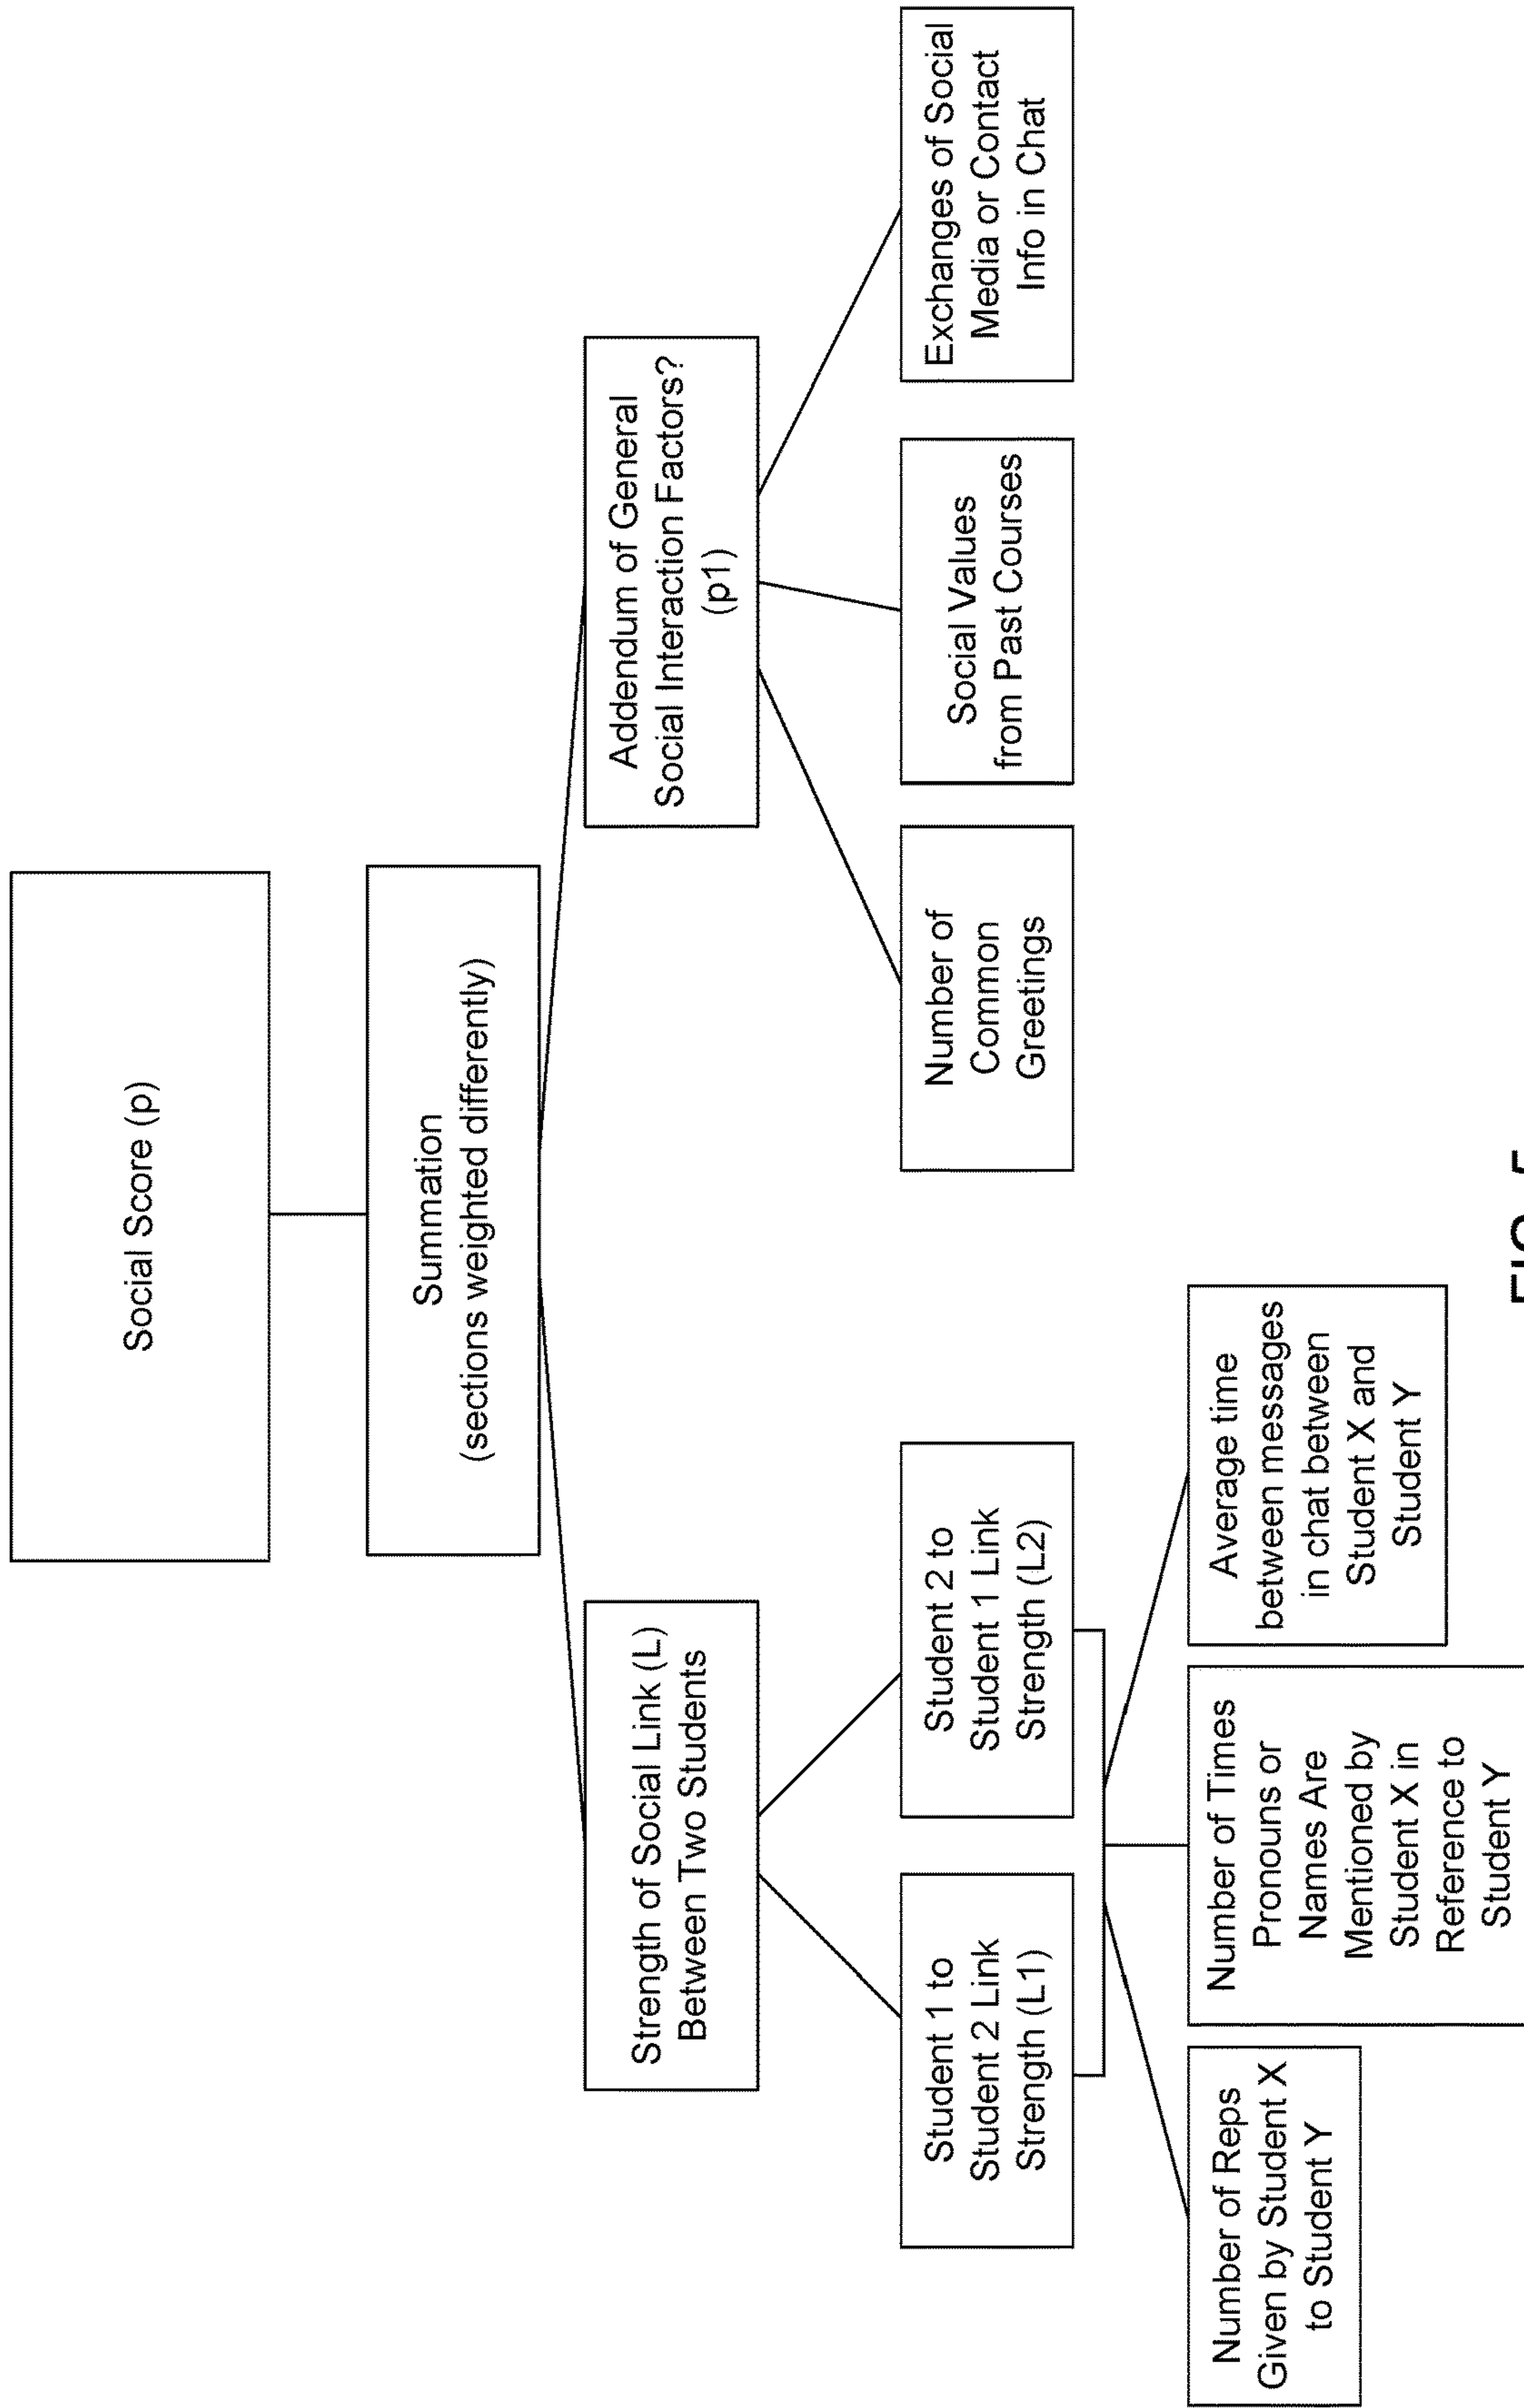 Social Score (p)
Summation
(sections weighted differently)
Strength of Social Link (L)
Between Two Students
Addendum of General
Social Interaction Factors?
(p1)
Student 1 to
Student 2 Link
Strength (L1)
Student 2 to
Student 1 Link
Strength (L2)
Number of
Common
Greetings
Social Values
from Past Courses
Exchanges of Social
Media or Contact
Info in Chat
Number of Reps
Given by Student X
to Student Y
Number of Times
Pronouns or
Names Are
Mentioned by
Student X in
Reference to
Student Y
Average time
between messages
in chat between
Student X and
Student Y